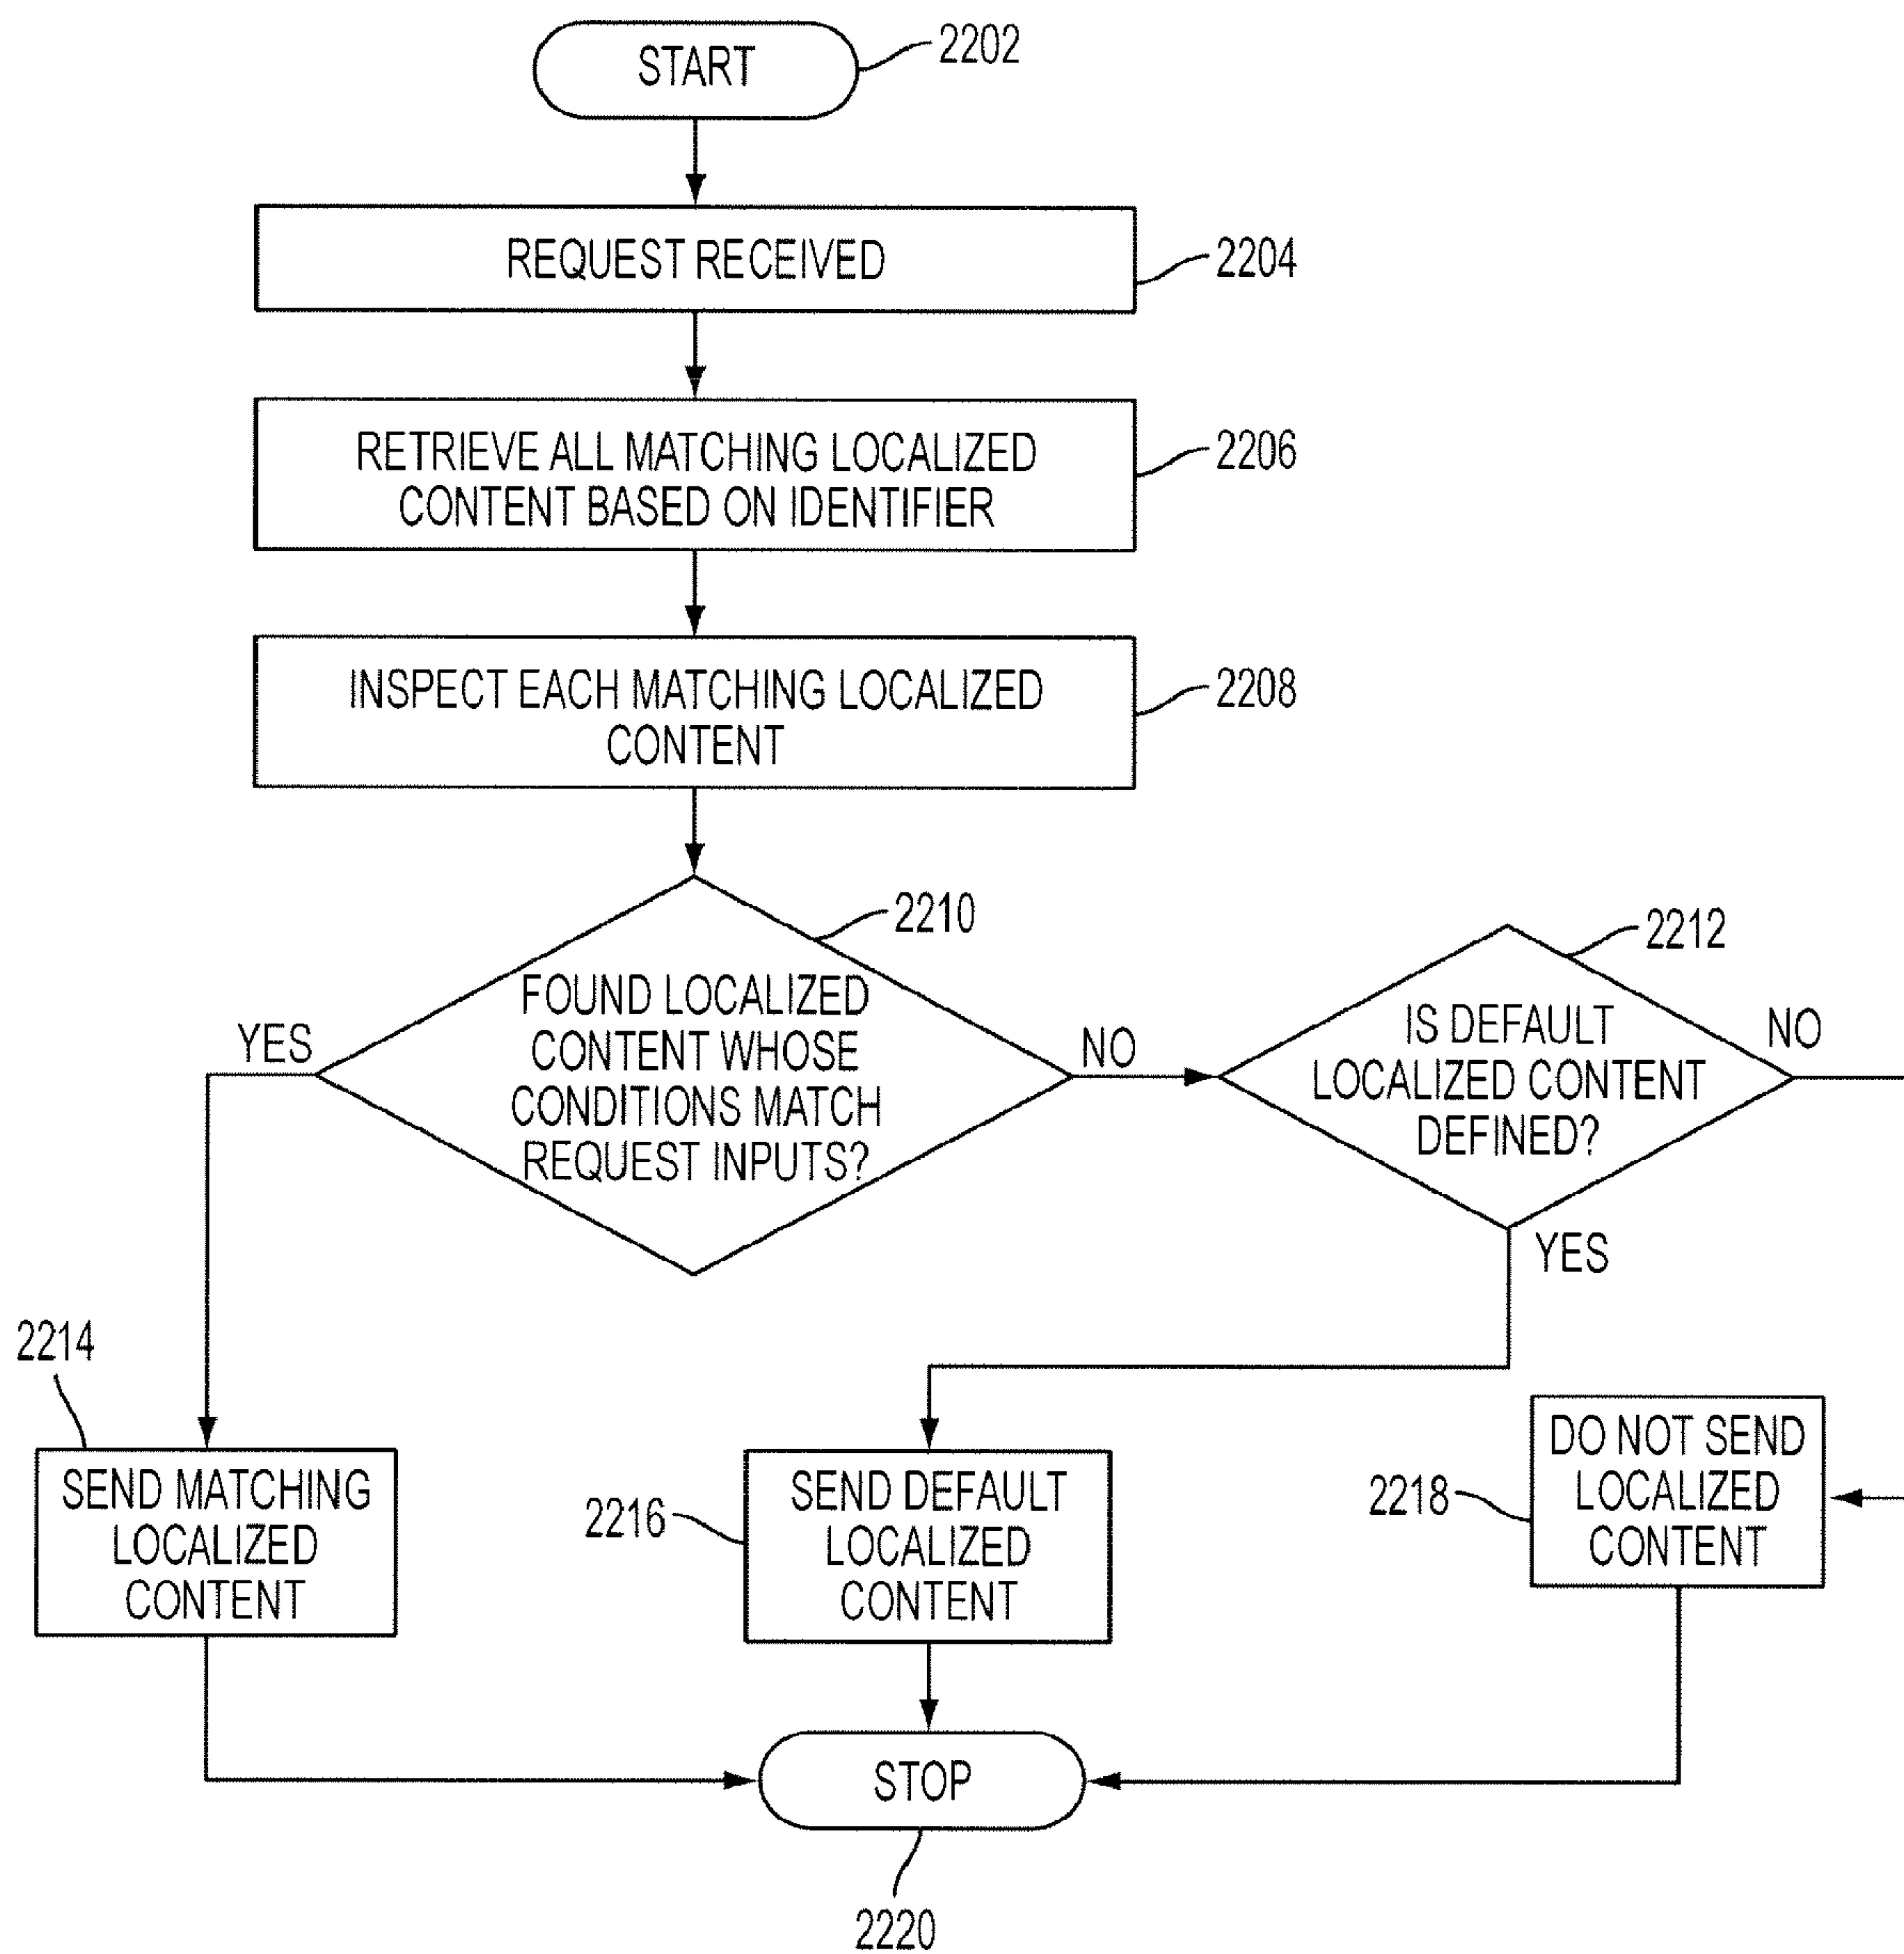 START
2202
REQUEST RECEIVED
2204
RETRIEVE ALL MATCHING LOCALIZED
CONTENT BASED ON IDENTIFIER
2206
INSPECT EACH MATCHING LOCALIZED
CONTENT
2208
2210
FOUND LOCALIZED
CONTENT WHOSE
CONDITIONS MATCH
REQUEST INPUTS?
YES
NO
2212
IS DEFAULT
LOCALIZED CONTENT
DEFINED?
NO
YES
2214
SEND MATCHING
LOCALIZED
CONTENT
2216
SEND DEFAULT
LOCALIZED
CONTENT
2218
DO NOT SEND
LOCALIZED
CONTENT
STOP
2220